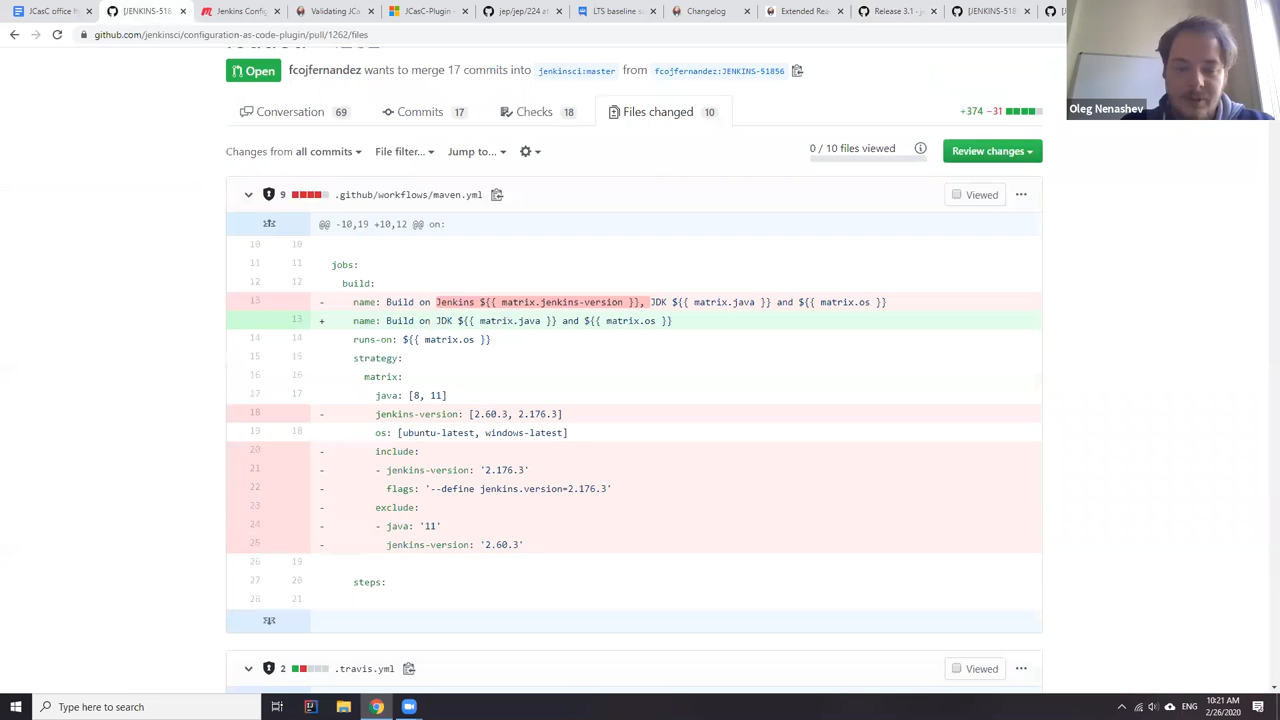 JCasC office h
[JENKINS-518
Jenkins Confi
Validating JCa
JCasC-Plugin -
jep/jep/224 at
LTS baseline s
Changelog
Extended Rea
Release 3.1 -
[JENKINS-518
github.com/jenkinsci/configuration-as-code-plugin/pull/1262/files
Open
fcojfernandez wants to merge 17 commits into jenkinsci:master from fcojfernandez:JENKINS-51856
Oleg Nenashev
Conversation 69
Commits 17
Checks 18
Files changed 10
+374 −31
Changes from all commits
File filter...
Jump to...
0 / 10 files viewed
Review changes
9 .github/workflows/maven.yml
Viewed
@@ -10,19 +10,12 @@ on:
10 10
11 11 jobs:
12 12 build:
13 - name: Build on Jenkins ${{ matrix.jenkins-version }}, JDK ${{ matrix.java }} and ${{ matrix.os }}
13 + name: Build on JDK ${{ matrix.java }} and ${{ matrix.os }}
14 14 runs-on: ${{ matrix.os }}
15 15 strategy:
16 16 matrix:
17 17 java: [8, 11]
18 - jenkins-version: [2.60.3, 2.176.3]
19 18 os: [ubuntu-latest, windows-latest]
20 - include:
21 - - jenkins-version: '2.176.3'
22 - flags: '--define jenkins.version=2.176.3'
23 - exclude:
24 - - java: '11'
25 - jenkins-version: '2.60.3'
26 19
27 20 steps:
28 21
2 .travis.yml
Viewed
Type here to search
ENG
10:21 AM
2/26/2020